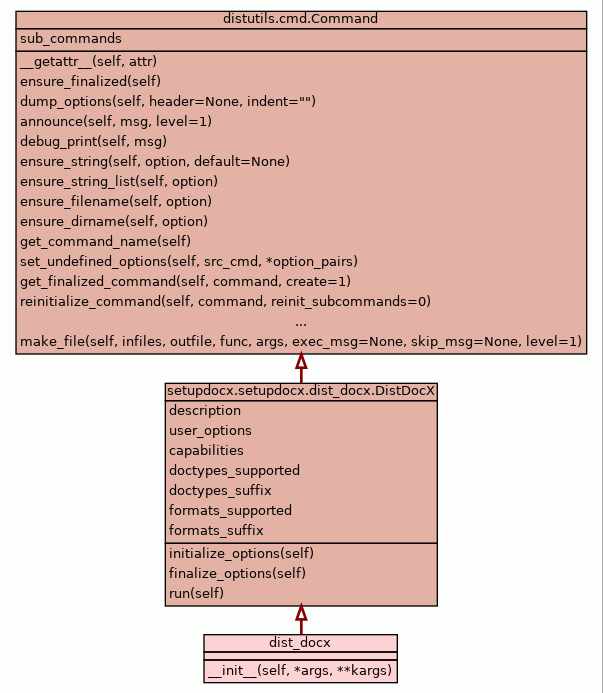 distutils.cmd.Command
sub_commands
__getattr__(self, attr)
ensure_finalized(self)
dump_options(self, header=None, indent="")
announce(self, msg, level=1)
debug_print(self, msg)
ensure_string(self, option, default=None)
ensure_string_list(self, option)
ensure_filename(self, option)
ensure_dirname(self, option)
get_command_name(self)
set_undefined_options(self, src_cmd, *option_pairs)
get_finalized_command(self, command, create=1)
reinitialize_command(self, command, reinit_subcommands=0)
...
make_file(self, infiles, outfile, func, args, exec_msg=None, skip_msg=None, level=1)
setupdocx.setupdocx.dist_docx.DistDocX
description
user_options
capabilities
doctypes_supported
doctypes_suffix
formats_supported
formats_suffix
initialize_options(self)
finalize_options(self)
run(self)
dist_docx
__init__(self, *args, **kargs)